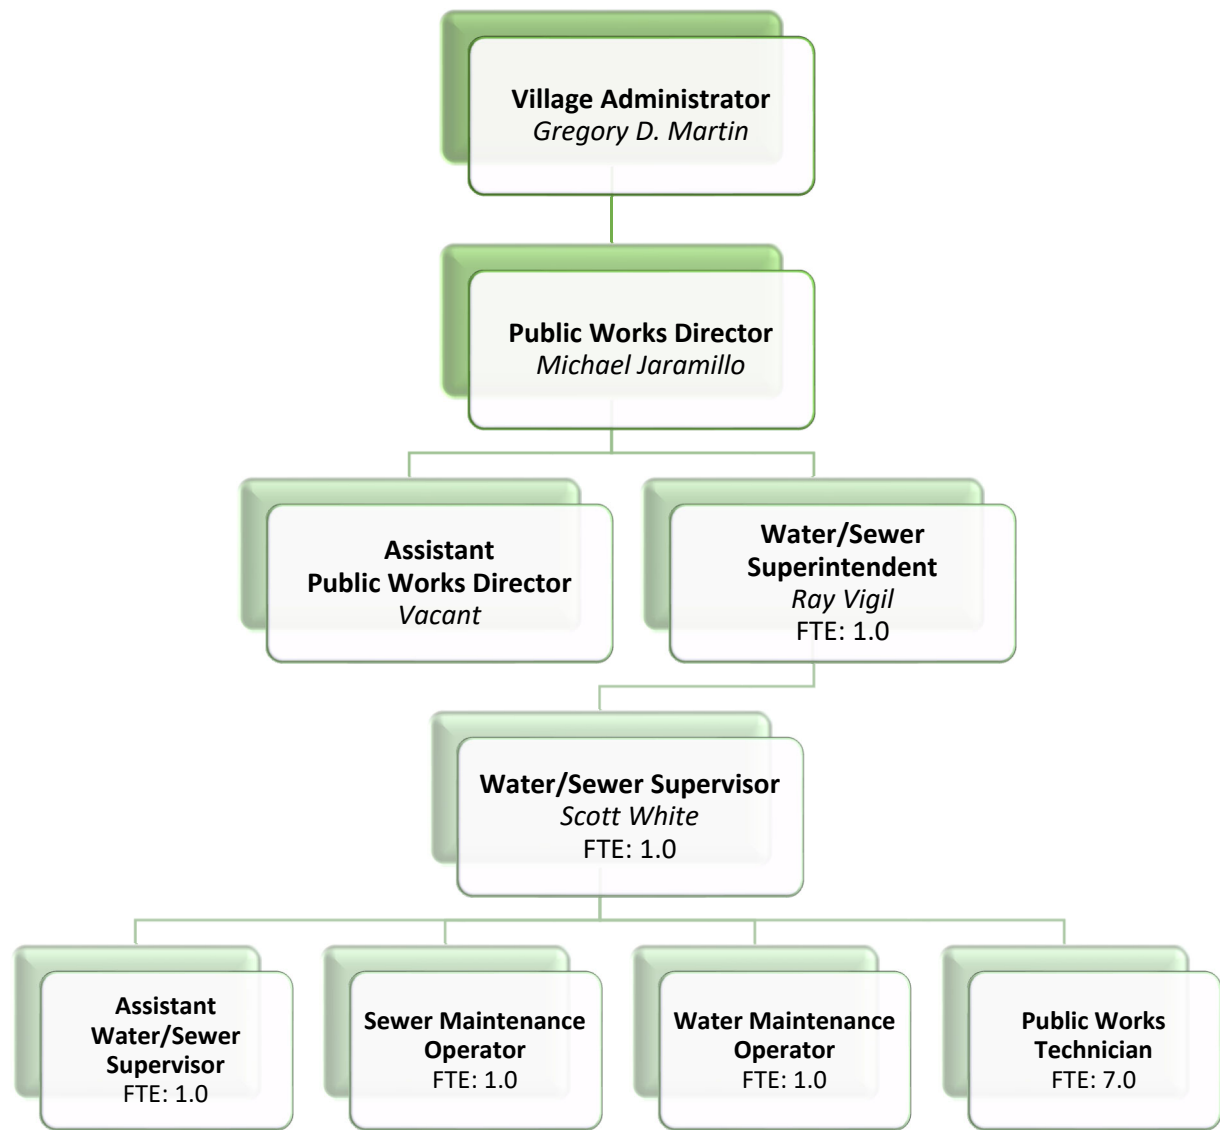 Village Administrator
Gregory D. Martin
Public Works Director
Michael Jaramillo
Assistant
Public Works Director
Vacant
Water/Sewer
Superintendent
Ray Vigil
FTE: 1.0
Water/Sewer Supervisor
Scott White
FTE: 1.0
Assistant
Water/Sewer
Supervisor
FTE: 1.0
Sewer Maintenance
Operator
FTE: 1.0
Water Maintenance
Operator
FTE: 1.0
Public Works
Technician
FTE: 7.0